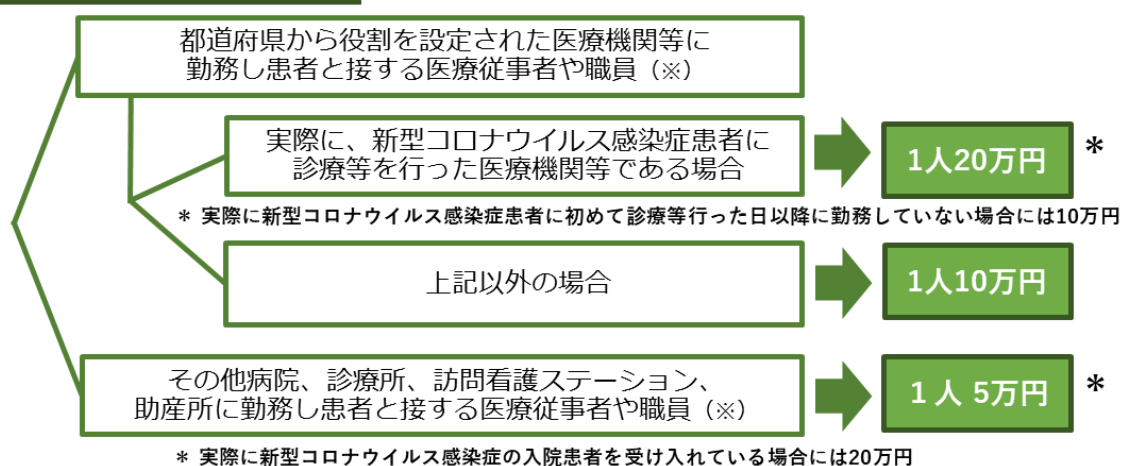 都道府県から役割を設定された医療機関等に
勤務し患者と接する医療従事者や職員（※）
実際に、新型コロナウイルス感染症患者に
診療等を行った医療機関等である場合
1人20万円
*
* 実際に新型コロナウイルス感染症患者に初めて診療等行った日以降に勤務していない場合には10万円
上記以外の場合
1人10万円
その他病院、診療所、訪問看護ステーション、
助産所に勤務し患者と接する医療従事者や職員（※）
1人 5万円
*
* 実際に新型コロナウイルス感染症の入院患者を受け入れている場合には20万円